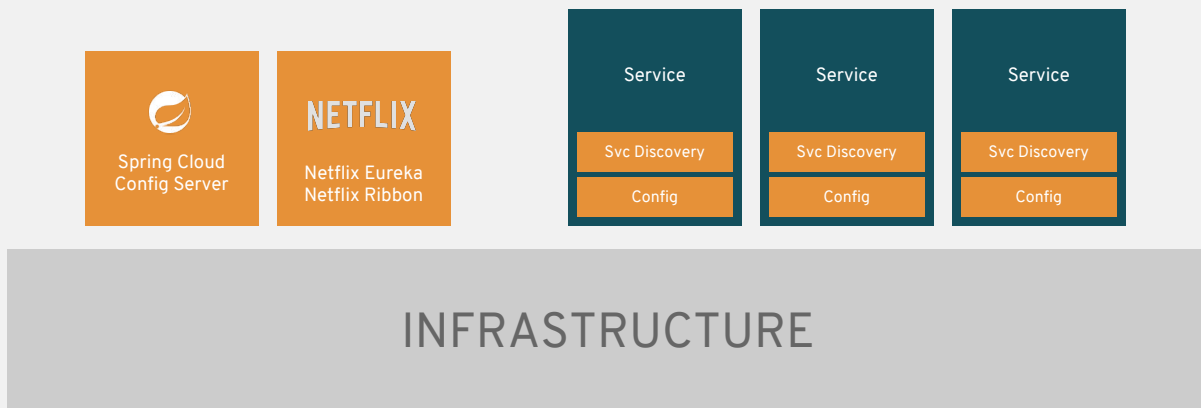 Spring Cloud
Config Server
NETFLIX
Netflix Eureka
Netflix Ribbon
Service
Svc Discovery
Config
Service
Svc Discovery
Config
Service
Svc Discovery
Config
INFRASTRUCTURE